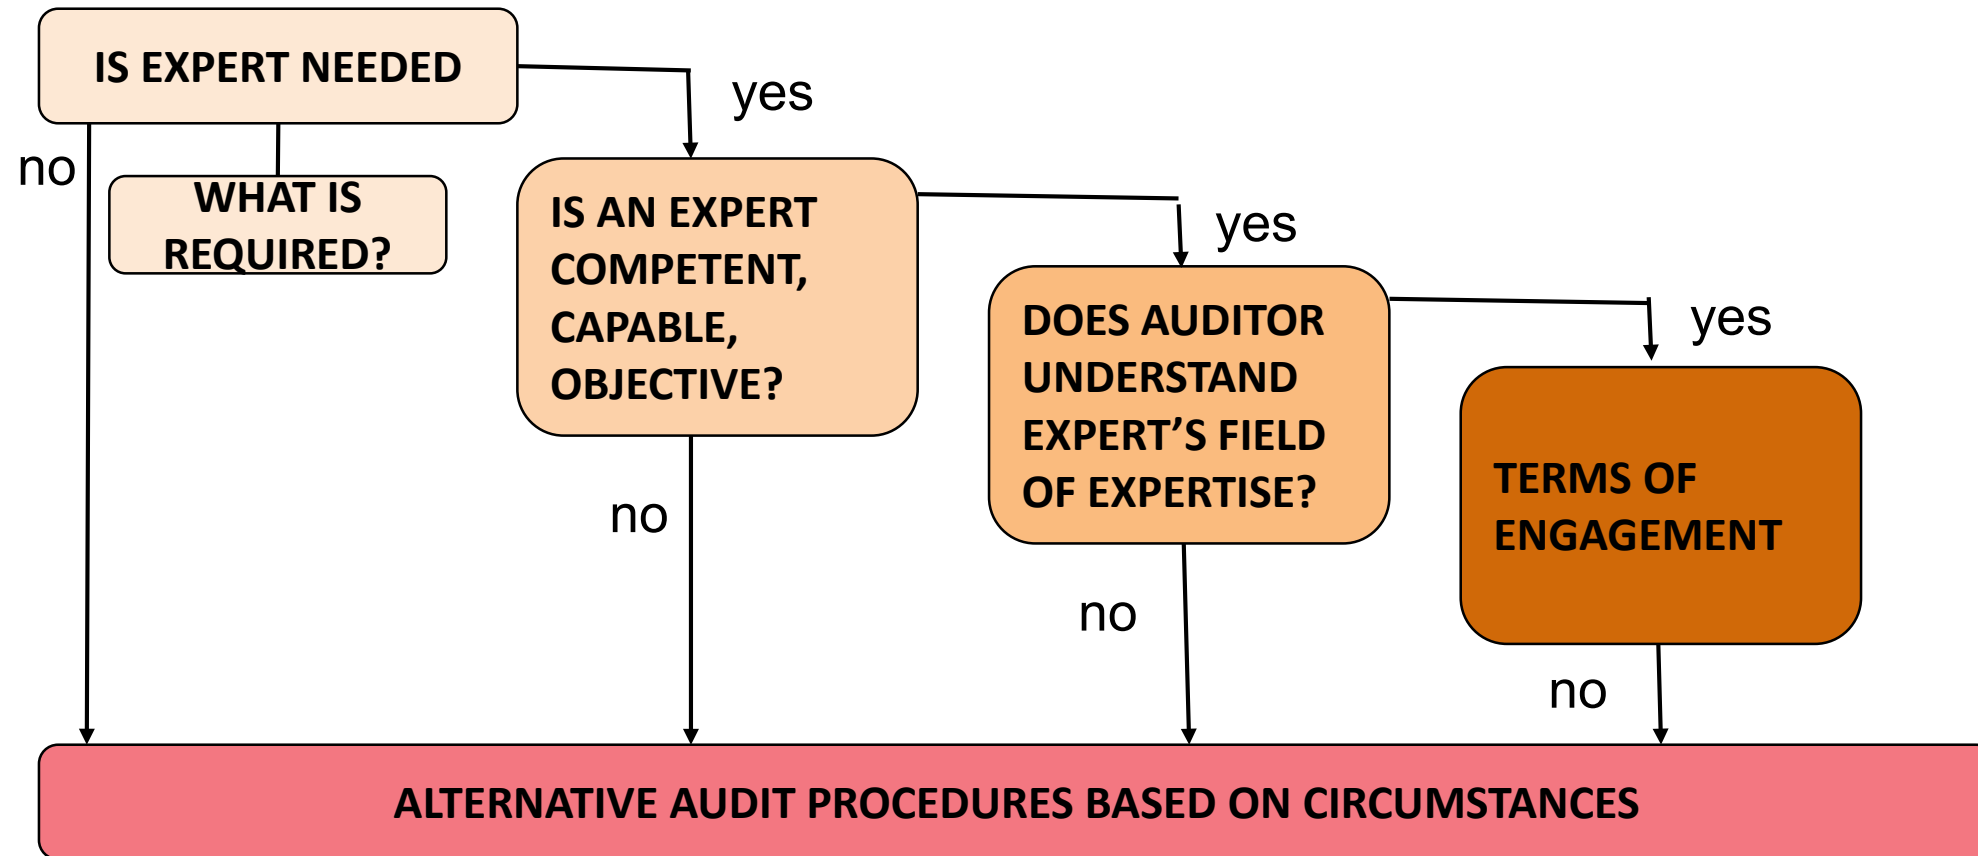 IS EXPERT NEEDED
yes
no
WHAT IS
REQUIRED?
IS AN EXPERT
COMPETENT,
CAPABLE,
OBJECTIVE?
yes
no
DOES AUDITOR
UNDERSTAND
EXPERT’S FIELD
OF EXPERTISE?
yes
no
TERMS OF
ENGAGEMENT
no
ALTERNATIVE AUDIT PROCEDURES BASED ON CIRCUMSTANCES